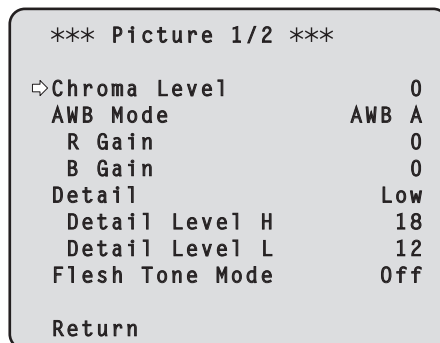 *** Picture 1/2 ***
⇨Chroma Level 0
AWB Mode AWB A
R Gain 0
B Gain 0
Detail Low
Detail Level H 18
Detail Level L 12
Flesh Tone Mode Off
Return